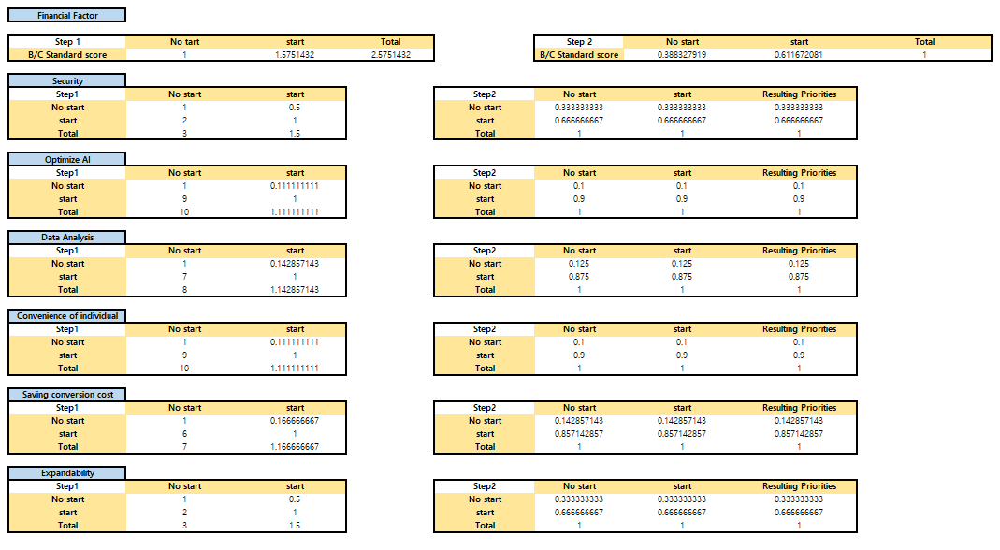 Financial Factor
Step 1 No tart start Total Step 2 No start start Total
B/C Standard score 1 1.5751432 2.5751432 B/C Standard score 0.388327919 0.611672081 1
Security
Step1 No start start Step2 No start start Resulting Priorities
No start 1 0.5 No start 0.333333333 0.333333333 0.333333333
start 2 1 start 0.666666667 0.666666667 0.666666667
Total 3 1.5 Total 1 1 1
Optimize AI
Step1 No start start Step2 No start start Resulting Priorities
No start 1 0.111111111 No start 0.1 0.1 0.1
start 9 1 start 0.9 0.9 0.9
Total 10 1.111111111 Total 1 1 1
Data Analysis
Step1 No start start Step2 No start start Resulting Priorities
No start 1 0.142857143 No start 0.125 0.125 0.125
start 7 1 start 0.875 0.875 0.875
Total 8 1.142857143 Total 1 1 1
Convenience of individual
Step1 No start start Step2 No start start Resulting Priorities
No start 1 0.111111111 No start 0.1 0.1 0.1
start 9 1 start 0.9 0.9 0.9
Total 10 1.111111111 Total 1 1 1
Saving conversion cost
Step1 No start start Step2 No start start Resulting Priorities
No start 1 0.166666667 No start 0.142857143 0.142857143 0.142857143
start 6 1 start 0.857142857 0.857142857 0.857142857
Total 7 1.166666667 Total 1 1 1
Expandability
Step1 No start start Step2 No start start Resulting Priorities
No start 1 0.5 No start 0.333333333 0.333333333 0.333333333
start 2 1 start 0.666666667 0.666666667 0.666666667
Total 3 1.5 Total 1 1 1